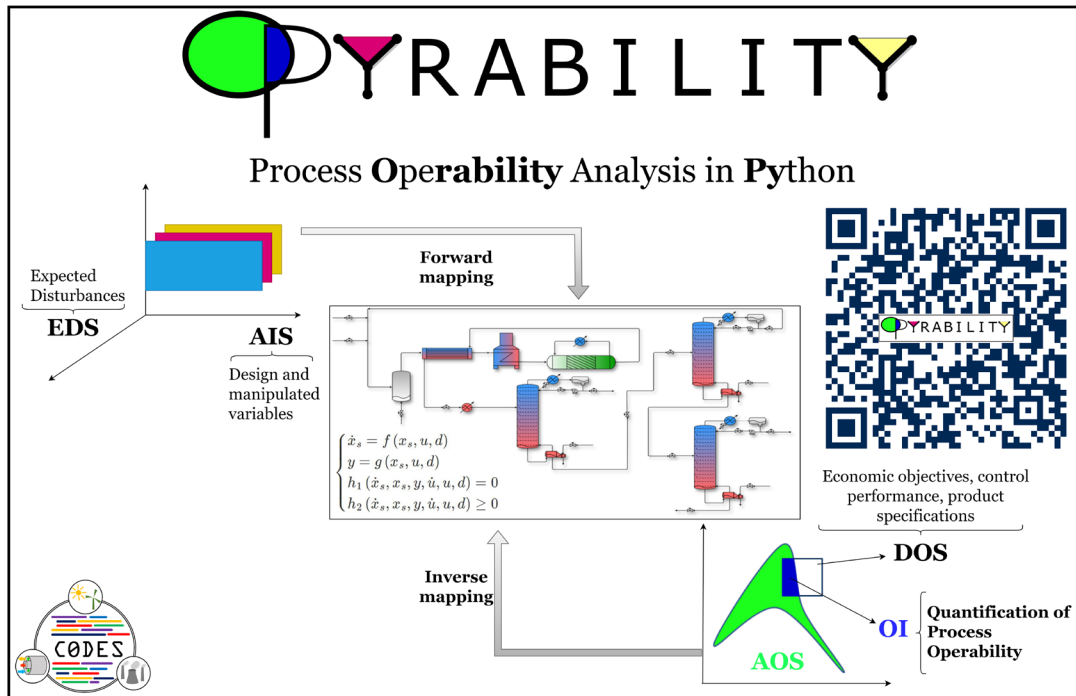 OPYRABILITY
Process Operability Analysis in Python
Expected
Disturbances
EDS
AIS
Design and
manipulated
variables
Forward
mapping
OPYRABILITY
ẋₛ = f (xₛ, u, d)
y = g (xₛ, u, d)
h₁ (ẋₛ, xₛ, y, u̇, u, d) = 0
h₂ (ẋₛ, xₛ, y, u̇, u, d) ≥ 0
Economic objectives, control
performance, product
specifications
DOS
Inverse
mapping
OI
Quantification of
Process
Operability
AOS
CODES